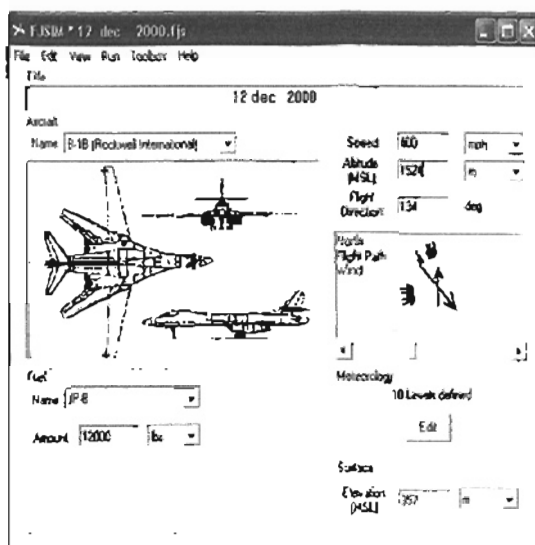 FJSIM * 12 dec 2000.fjs
File Edit View Run Toolbox Help
Title
12 dec 2000
Aircraft
Name B-1B (Rockwell International)
Speed 600 mph
Altitude [MSL] 1524 m
Flight Direction 134 deg
North
Flight Path
Wind
Fuel
Name JP-8
Amount 12000 lbs
Meteorology
10 Levels defined
Edit
Surface
Elevation [MSL] 357 m